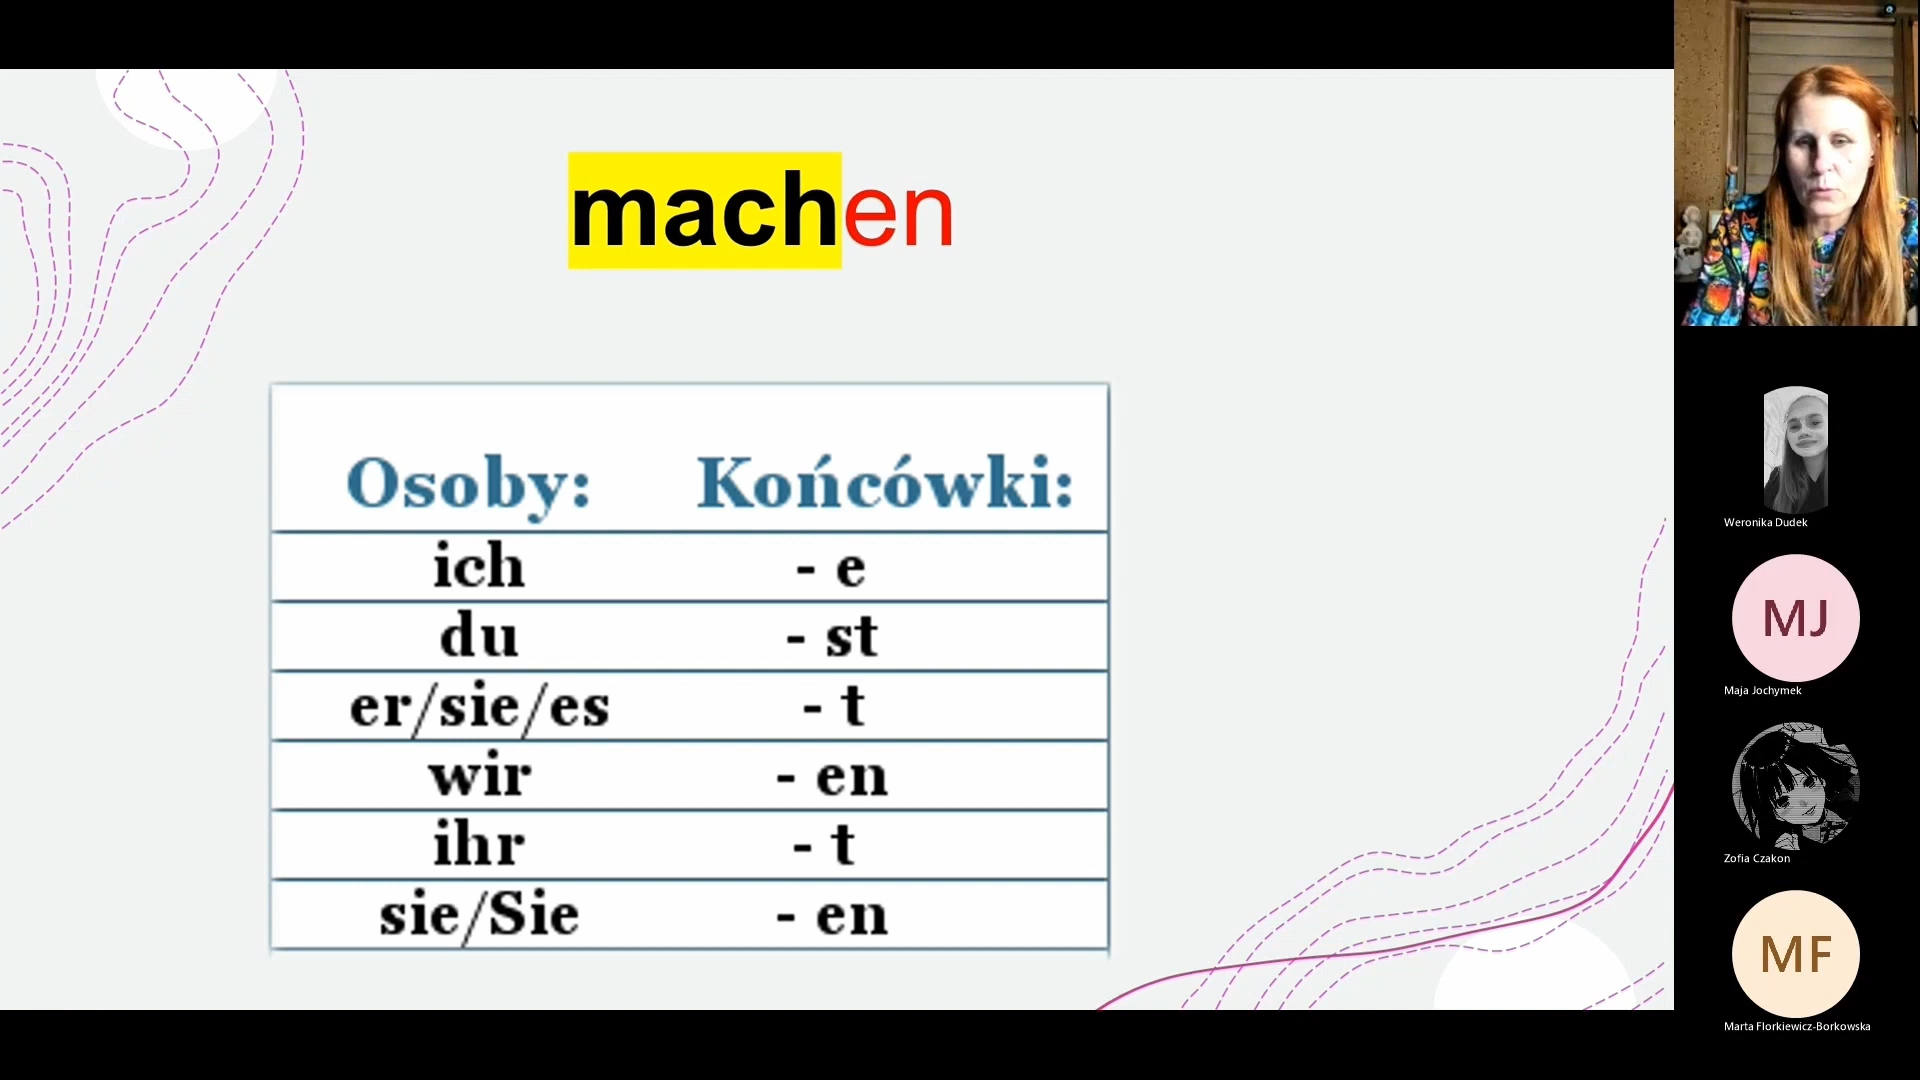 machen
Osoby: Końcówki:
ich - e
du - st
er/sie/es - t
wir - en
ihr - t
sie/Sie - en
Weronika Dudek
MJ
Maja Jochymek
Zofia Czakon
MF
Marta Florkiewicz-Borkowska